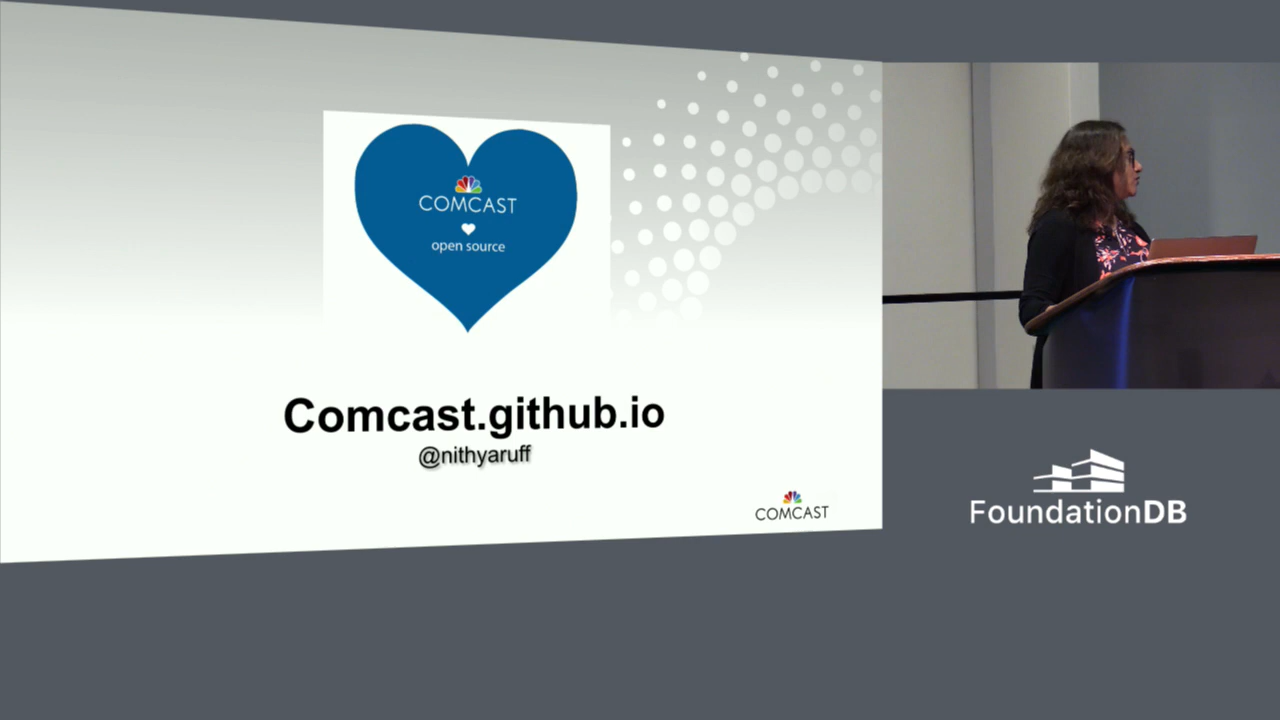 COMCAST
open source
Comcast.github.io
@nithyaruff
COMCAST
FoundationDB